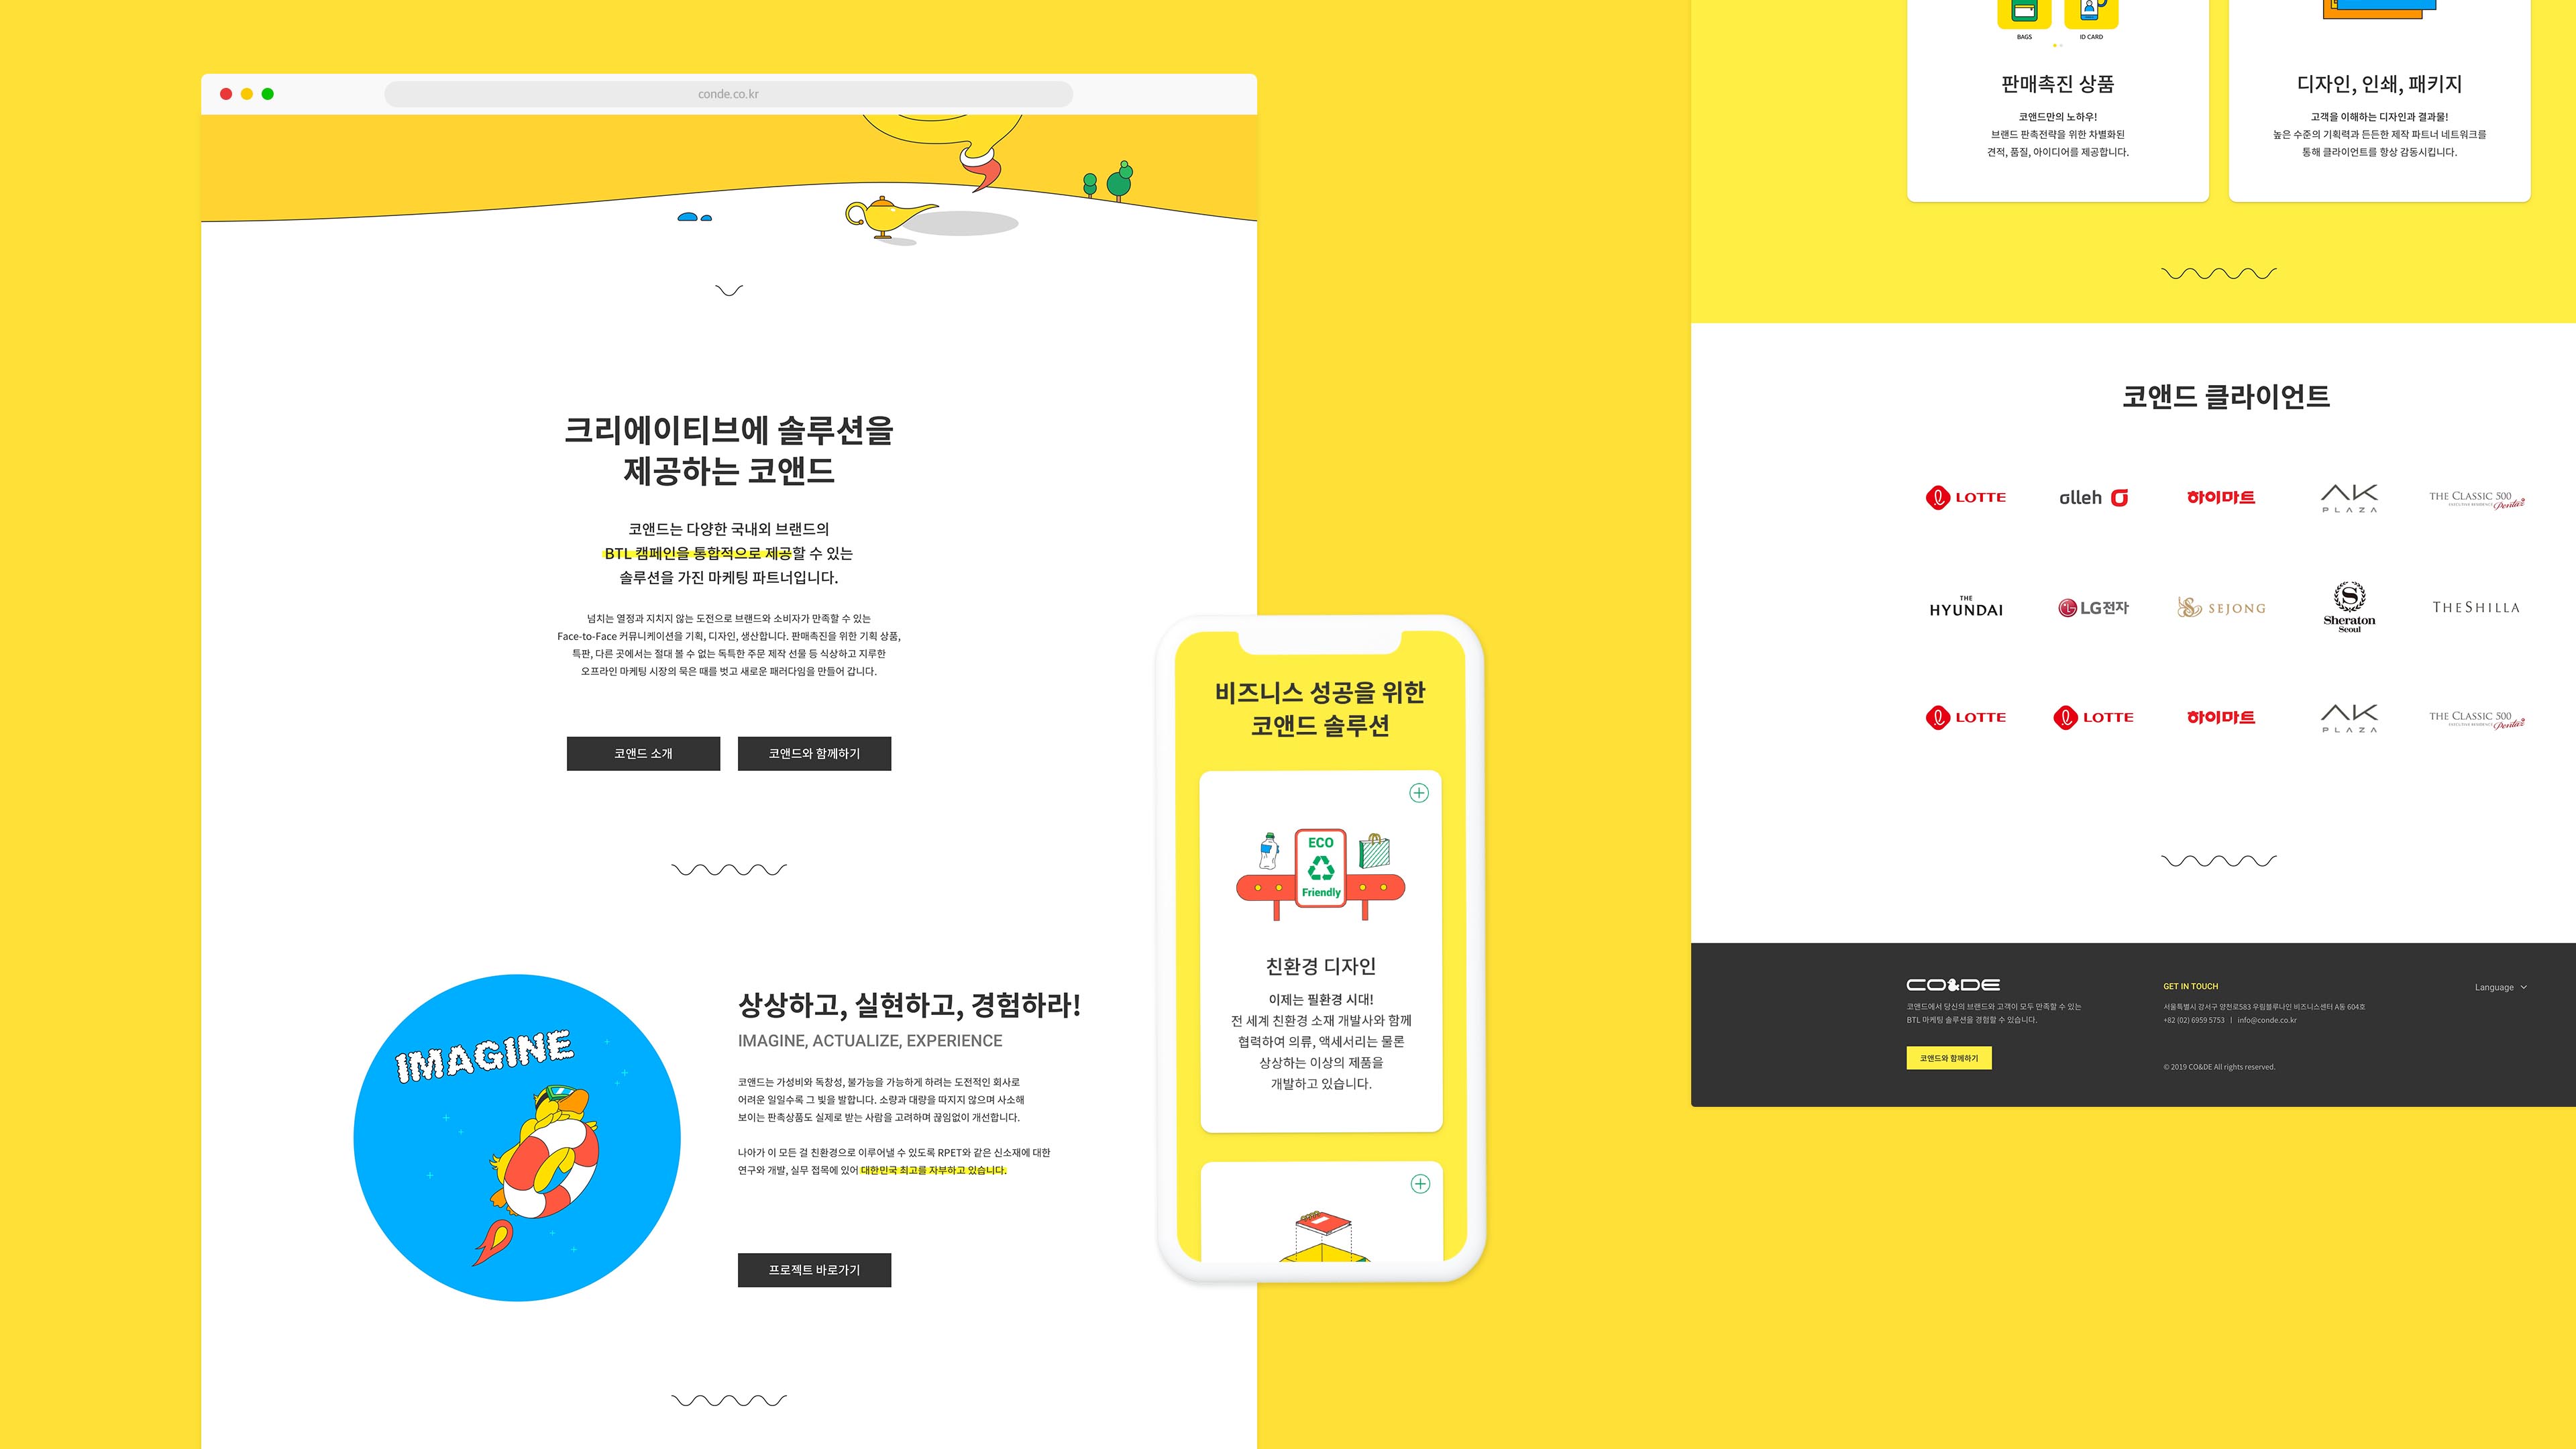 conde.co.kr
크리에이티브에 솔루션을
제공하는 코앤드
코앤드는 다양한 국내외 브랜드의
BTL 캠페인을 통합적으로 제공할 수 있는
솔루션을 가진 마케팅 파트너입니다.
넘치는 열정과 지치지 않는 도전으로 브랜드와 소비자가 만족할 수 있는
Face-to-Face 커뮤니케이션을 기획, 디자인, 생산합니다. 판매촉진을 위한 기획 상품,
특판, 다른 곳에서는 절대 볼 수 없는 독특한 주문 제작 선물 등 식상하고 지루한
오프라인 마케팅 시장의 묵은 때를 벗고 새로운 패러다임을 만들어 갑니다.
코앤드 소개
코앤드와 함께하기
IMAGINE
상상하고, 실현하고, 경험하라!
IMAGINE, ACTUALIZE, EXPERIENCE
코앤드는 가성비와 독창성, 불가능을 가능하게 하려는 도전적인 회사로
어려운 일일수록 그 빛을 발합니다. 소량과 대량을 따지지 않으며 사소해
보이는 판촉상품도 실제로 받는 사람을 고려하며 끊임없이 개선합니다.
나아가 이 모든 걸 친환경으로 이루어낼 수 있도록 RPET와 같은 신소재에 대한
연구와 개발, 실무 접목에 있어 대한민국 최고를 자부하고 있습니다.
프로젝트 바로가기
비즈니스 성공을 위한
코앤드 솔루션
ECO
Friendly
친환경 디자인
이제는 필환경 시대!
전 세계 친환경 소재 개발사와 함께
협력하여 의류, 액세서리는 물론
상상하는 이상의 제품을
개발하고 있습니다.
BAGS
ID CARD
판매촉진 상품
코앤드만의 노하우!
브랜드 판촉전략을 위한 차별화된
견적, 품질, 아이디어를 제공합니다.
디자인, 인쇄, 패키지
고객을 이해하는 디자인과 결과물!
높은 수준의 기획력과 든든한 제작 파트너 네트워크를
통해 클라이언트를 항상 감동시킵니다.
코앤드 클라이언트
LOTTE
olleh
하이마트
AK
PLAZA
THE CLASSIC 500
EXECUTIVE RESIDENCE Pentaz
THE
HYUNDAI
LG전자
SEJONG
S
Sheraton
Seoul
THE SHILLA
LOTTE
LOTTE
하이마트
AK
PLAZA
THE CLASSIC 500
EXECUTIVE RESIDENCE Pentaz
CO&DE
코앤드에서 당신의 브랜드와 고객이 모두 만족할 수 있는
BTL 마케팅 솔루션을 경험할 수 있습니다.
코앤드와 함께하기
GET IN TOUCH
서울특별시 강서구 양천로583 우림블루나인 비즈니스센터 A동 604호
+82 (02) 6959 5753 | info@conde.co.kr
© 2019 CO&DE All rights reserved.
Language